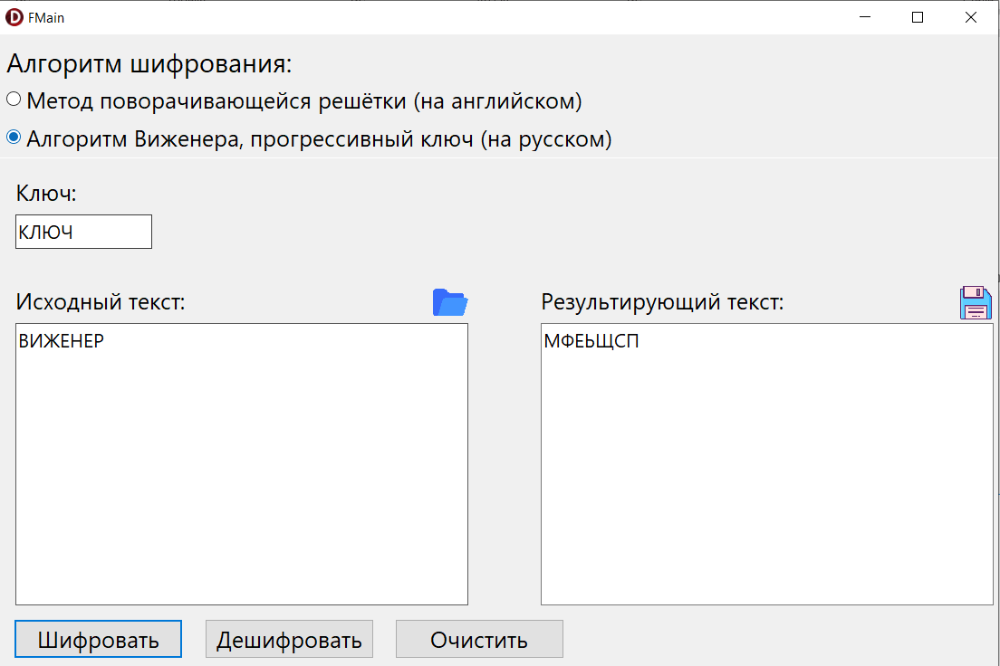 FMain
Алгоритм шифрования:
Метод поворачивающейся решётки (на английском)
Алгоритм Виженера, прогрессивный ключ (на русском)
Ключ:
КЛЮЧ
Исходный текст:
Результирующий текст:
ВИЖЕНЕР
МФЕЬЩСП
Шифровать
Дешифровать
Очистить